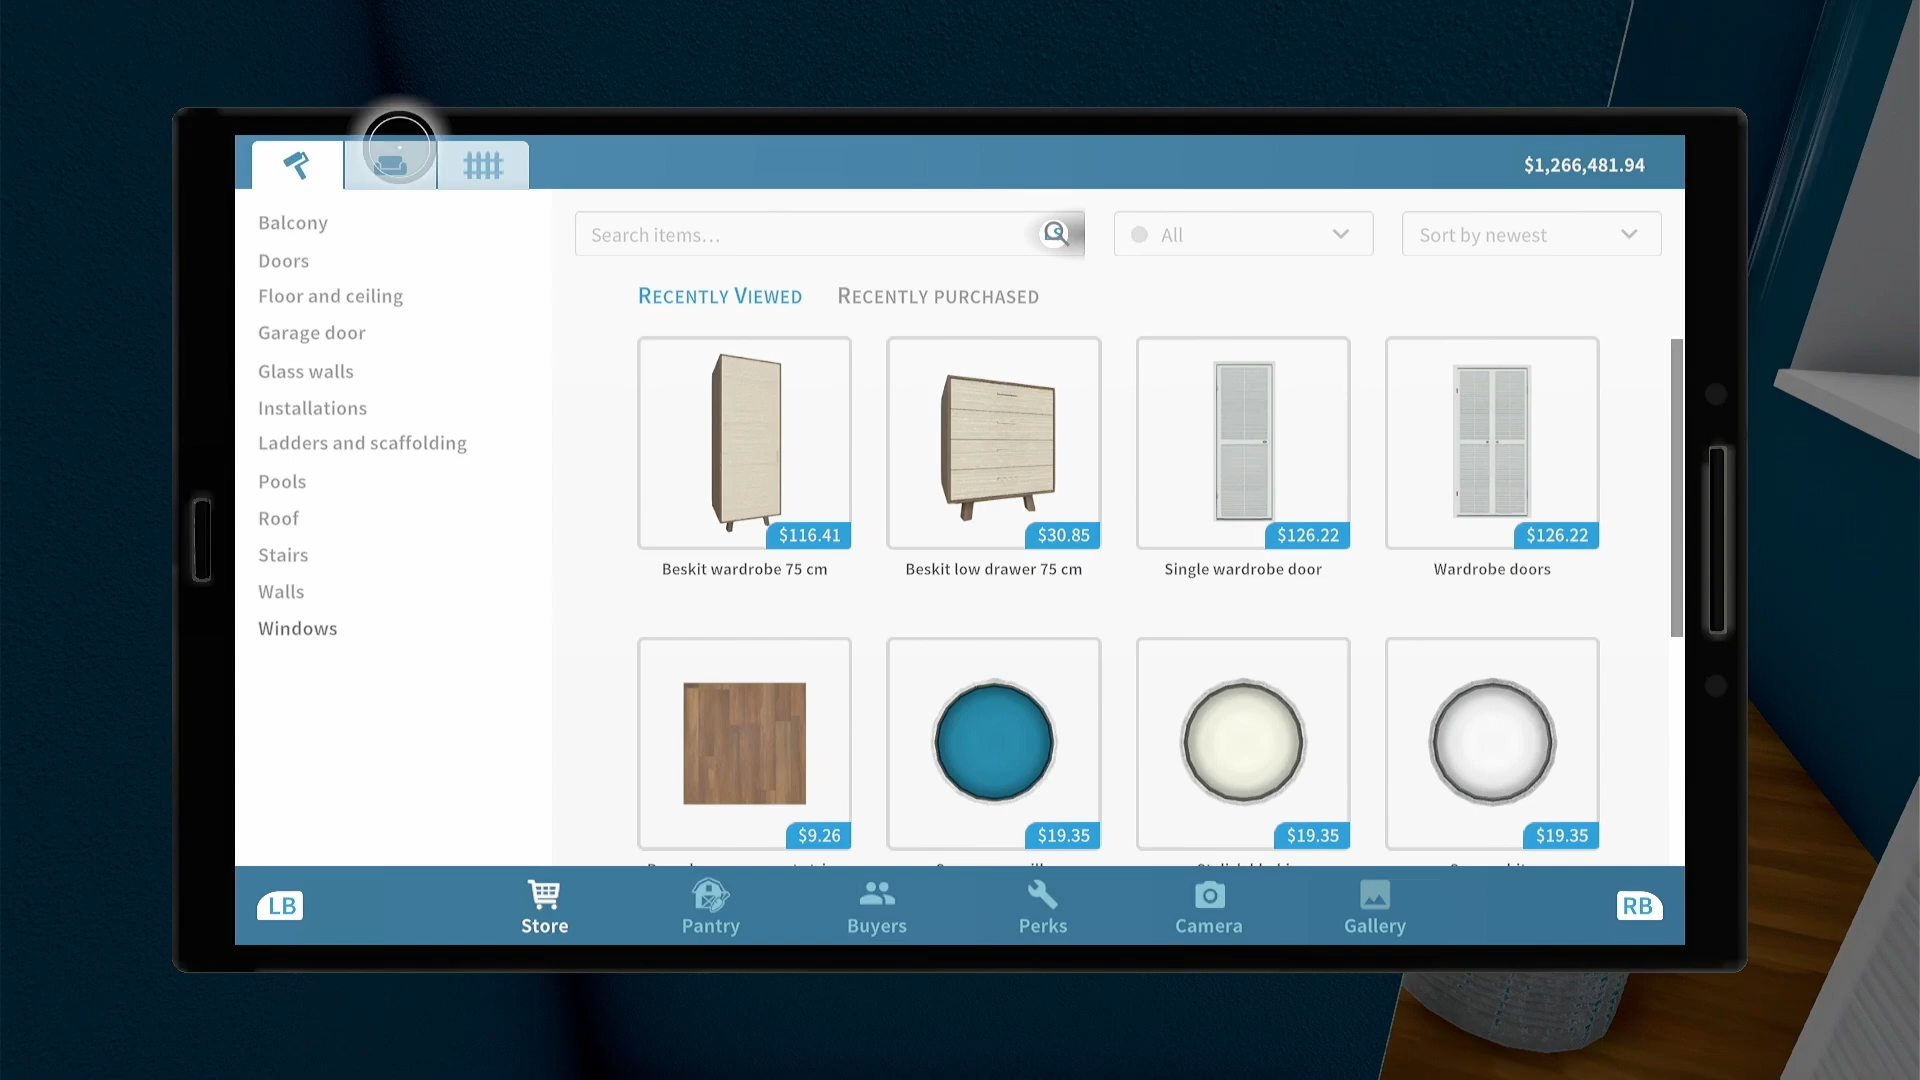 $1,266,481.94
Balcony
Doors
Floor and ceiling
Garage door
Glass walls
Installations
Ladders and scaffolding
Pools
Roof
Stairs
Walls
Windows
Search items...
All
Sort by newest
RECENTLY VIEWED
RECENTLY PURCHASED
$116.41
$30.85
$126.22
$126.22
Beskit wardrobe 75 cm
Beskit low drawer 75 cm
Single wardrobe door
Wardrobe doors
$9.26
$19.35
$19.35
$19.35
LB
Store
Pantry
Buyers
Perks
Camera
Gallery
RB